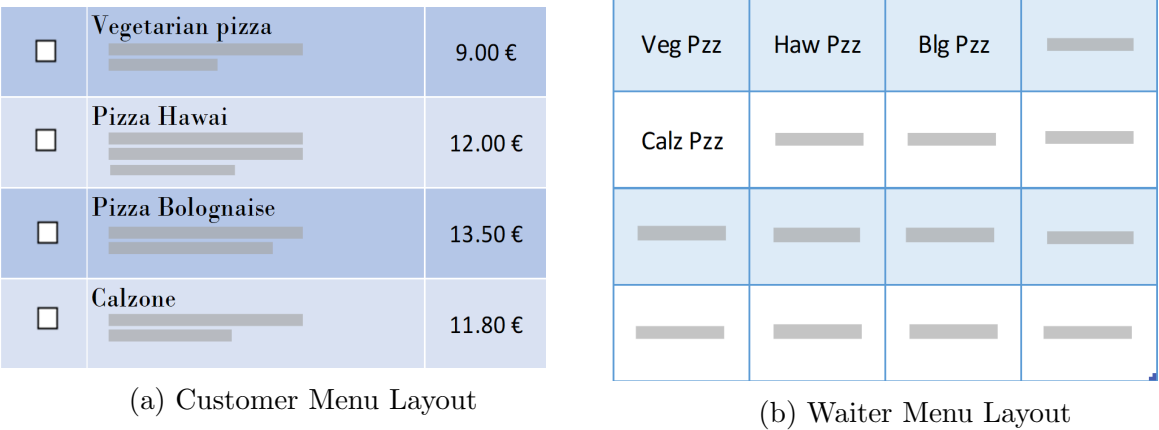 Vegetarian pizza
9.00 €
Pizza Hawai
12.00 €
Pizza Bolognaise
13.50 €
Calzone
11.80 €
(a) Customer Menu Layout
Veg Pzz Haw Pzz Blg Pzz
Calz Pzz
(b) Waiter Menu Layout